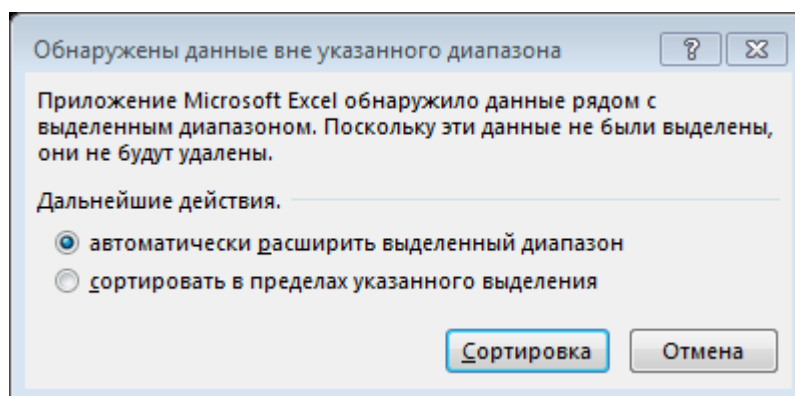 Обнаружены данные вне указанного диапазона
Приложение Microsoft Excel обнаружило данные рядом с
выделенным диапазоном. Поскольку эти данные не были выделены,
они не будут удалены.
Дальнейшие действия.
автоматически расширить выделенный диапазон
сортировать в пределах указанного выделения
Сортировка Отмена